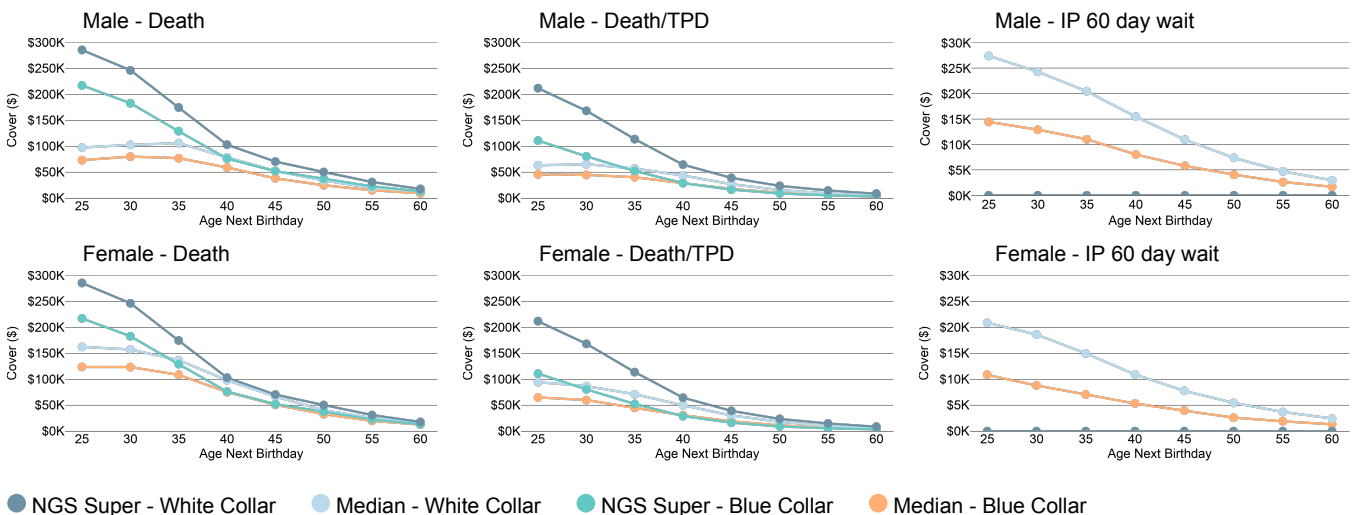 Male - Death
$300K
$250K
$200K
$150K
$100K
$50K
$0K
Cover ($)
25 30 35 40 45 50 55 60
Age Next Birthday
Male - Death/TPD
$300K
$250K
$200K
$150K
$100K
$50K
$0K
Cover ($)
25 30 35 40 45 50 55 60
Age Next Birthday
Male - IP 60 day wait
$30K
$25K
$20K
$15K
$10K
$5K
$0K
Cover ($)
25 30 35 40 45 50 55 60
Age Next Birthday
Female - Death
$300K
$250K
$200K
$150K
$100K
$50K
$0K
Cover ($)
25 30 35 40 45 50 55 60
Age Next Birthday
Female - Death/TPD
$300K
$250K
$200K
$150K
$100K
$50K
$0K
Cover ($)
25 30 35 40 45 50 55 60
Age Next Birthday
Female - IP 60 day wait
$30K
$25K
$20K
$15K
$10K
$5K
$0K
Cover ($)
25 30 35 40 45 50 55 60
Age Next Birthday
NGS Super - White Collar Median - White Collar NGS Super - Blue Collar Median - Blue Collar